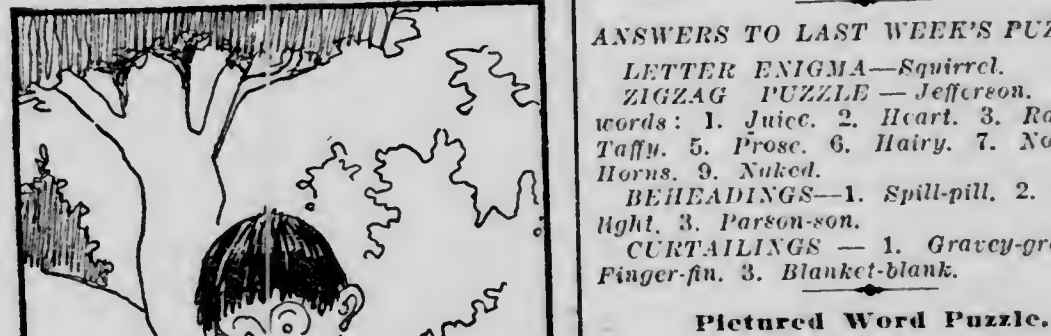 ANSWERS TO LAST WEEK'S PUZ
LETTER ENIGMA—Squirrel.
ZIGZAG PUZZLE — Jefferson.
words: 1. Juice. 2. Heart. 3. Ro
Taffy. 5. Prose. 6. Hairy. 7. No
Horns. 9. Naked.
BEHEADINGS—1. Spill-pill. 2.
light. 3. Parson-son.
CURTAILINGS — 1. Gravey-gra
Finger-fin. 3. Blanket-blank.
Pictured Word Puzzle.